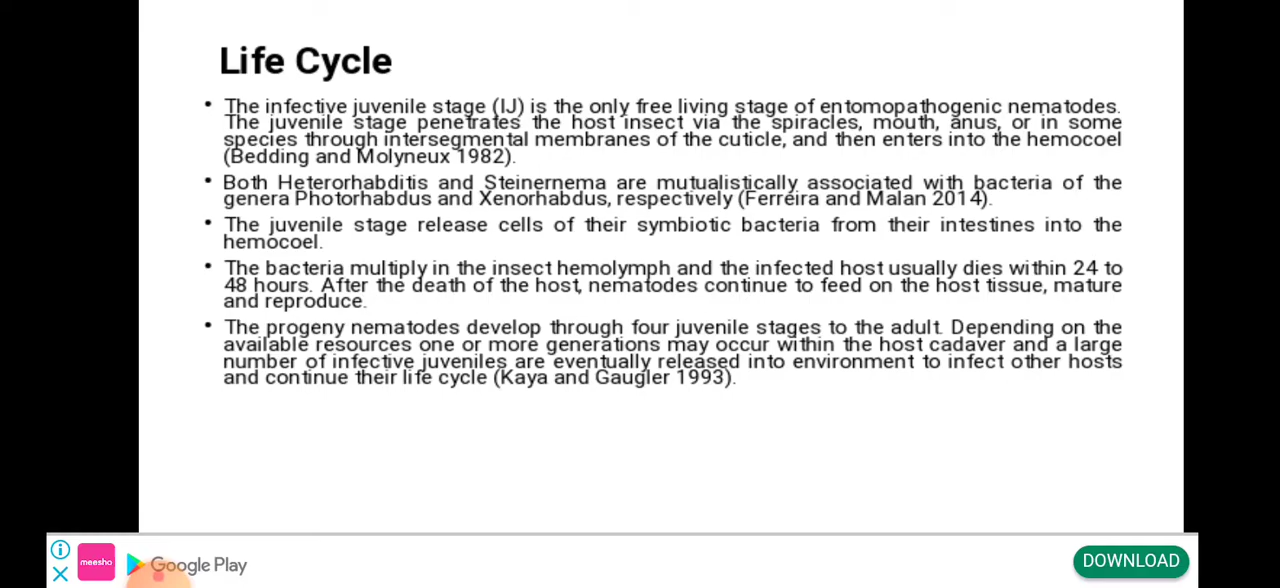 Life Cycle
• The infective juvenile stage (IJ) is the only free living stage of entomopathogenic nematodes.
The juvenile stage penetrates the host insect via the spiracles, mouth, anus, or in some
species through intersegmental membranes of the cuticle, and then enters into the hemocoel
(Bedding and Molyneux 1982).
• Both Heterorhabditis and Steinernema are mutualistically associated with bacteria of the
genera Photorhabdus and Xenorhabdus, respectively (Ferreira and Malan 2014).
• The juvenile stage release cells of their symbiotic bacteria from their intestines into the
hemocoel.
• The bacteria multiply in the insect hemolymph and the infected host usually dies within 24 to
48 hours. After the death of the host, nematodes continue to feed on the host tissue, mature
and reproduce.
• The progeny nematodes develop through four juvenile stages to the adult. Depending on the
available resources one or more generations may occur within the host cadaver and a large
number of infective juveniles are eventually released into environment to infect other hosts
and continue their life cycle (Kaya and Gaugler 1993).
meesho
Google Play
DOWNLOAD